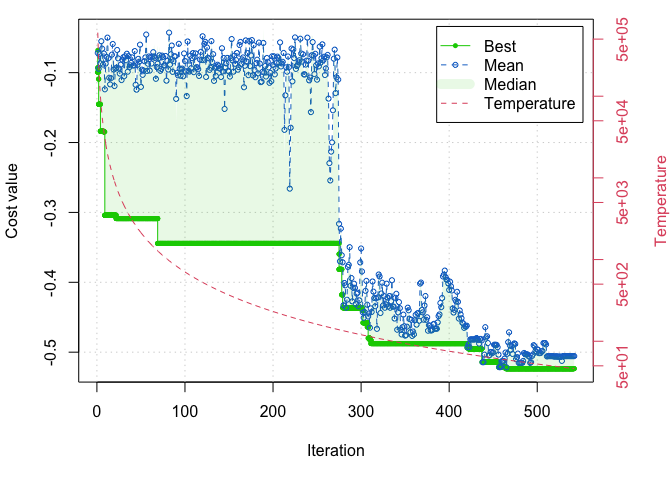 Best
Mean
Median
Temperature
Cost value
-0.1
-0.2
-0.3
-0.4
-0.5
5e+05
5e+04
5e+03
5e+02
5e+01
Temperature
0 100 200 300 400 500
Iteration